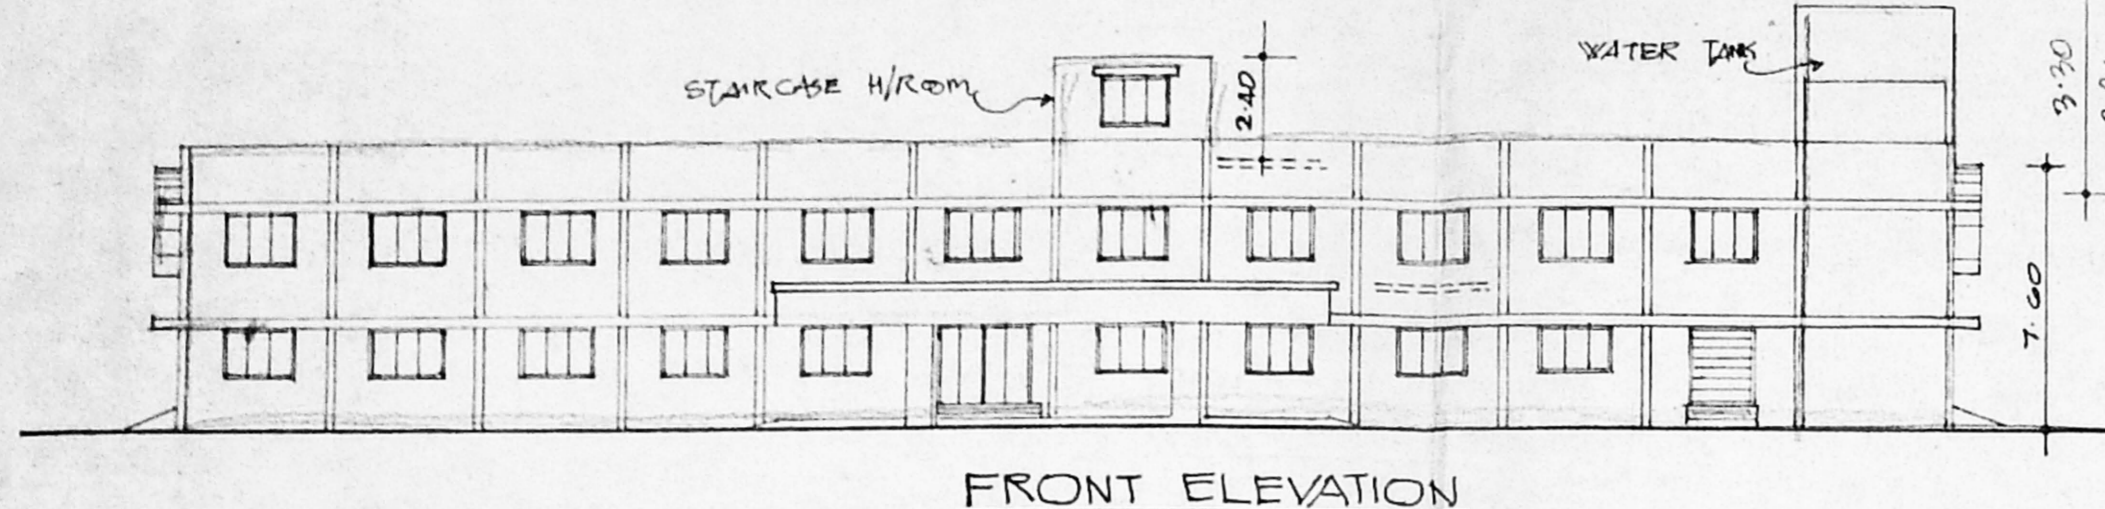 STAIRCASE H/ROOM
2.40
WATER TANK
3.30
7.60
FRONT ELEVATION